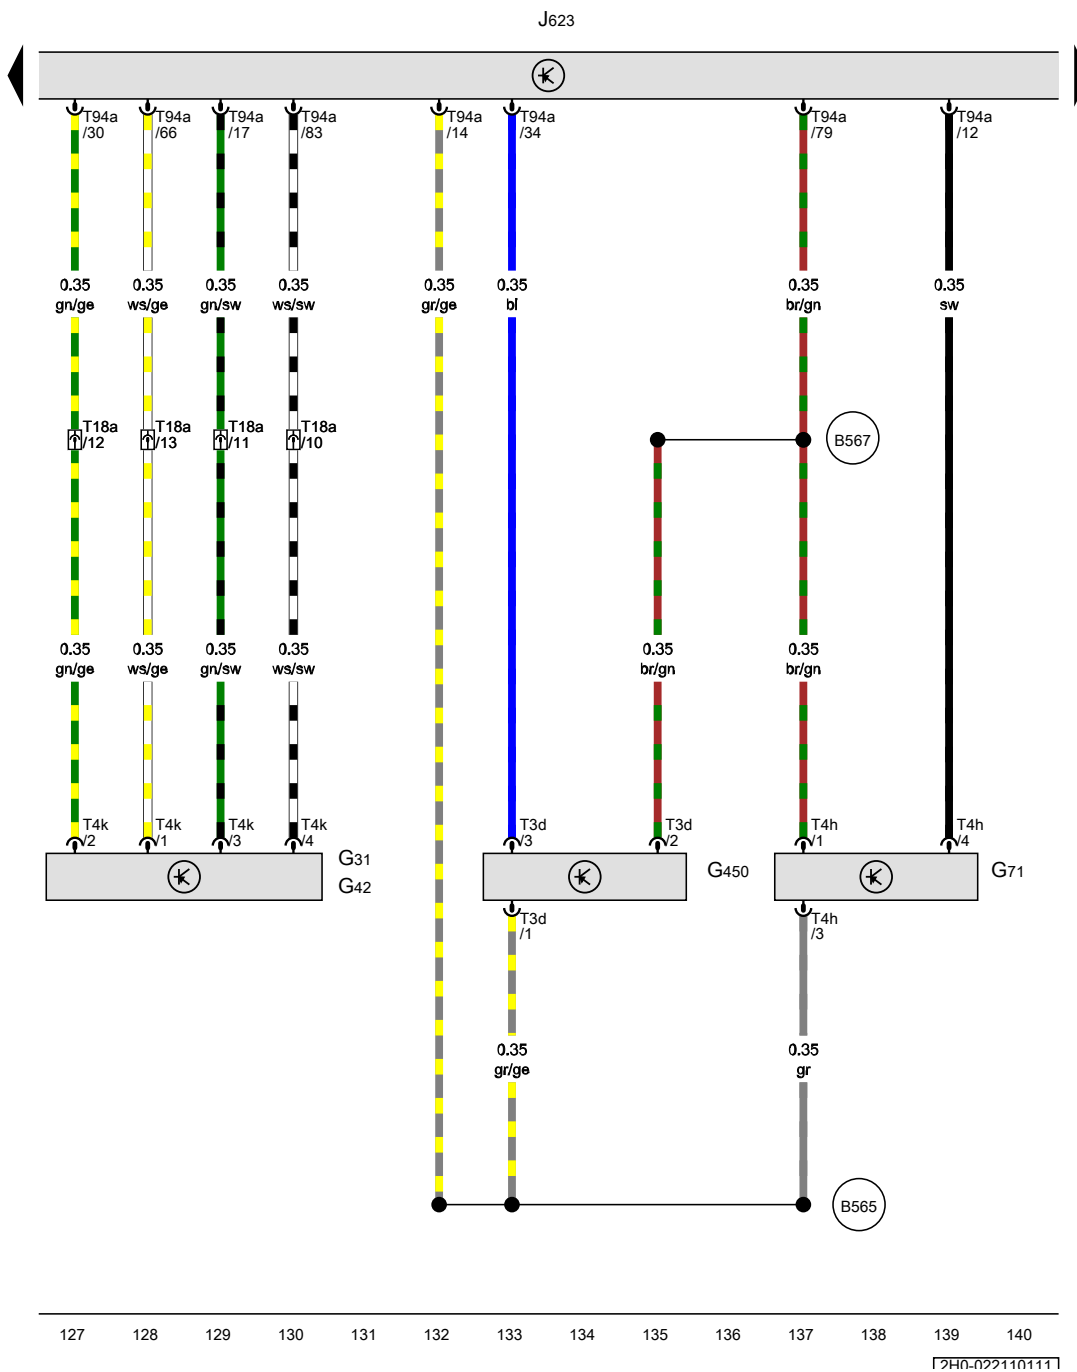 J623
T94a T94a T94a T94a T94a T94a T94a T94a
/30 /66 /17 /83 /14 /34 /79 /12
0.35 0.35 0.35 0.35 0.35 0.35 0.35 0.35
gn/ge ws/ge gn/sw ws/sw gr/ge bl br/gn sw
T18a T18a T18a T18a
/12 /13 /11 /10
B567
0.35 0.35 0.35 0.35 0.35 0.35
gn/ge ws/ge gn/sw ws/sw br/gn br/gn
T4k T4k T4k T4k T3d T3d T4h T4h
/2 /1 /3 /4 /3 /2 /1 /4
G31
G42
G450
G71
T3d T4h
/1 /3
0.35 0.35
gr/ge gr
B565
127 128 129 130 131 132 133 134 135 136 137 138 139 140
2H0-022110111